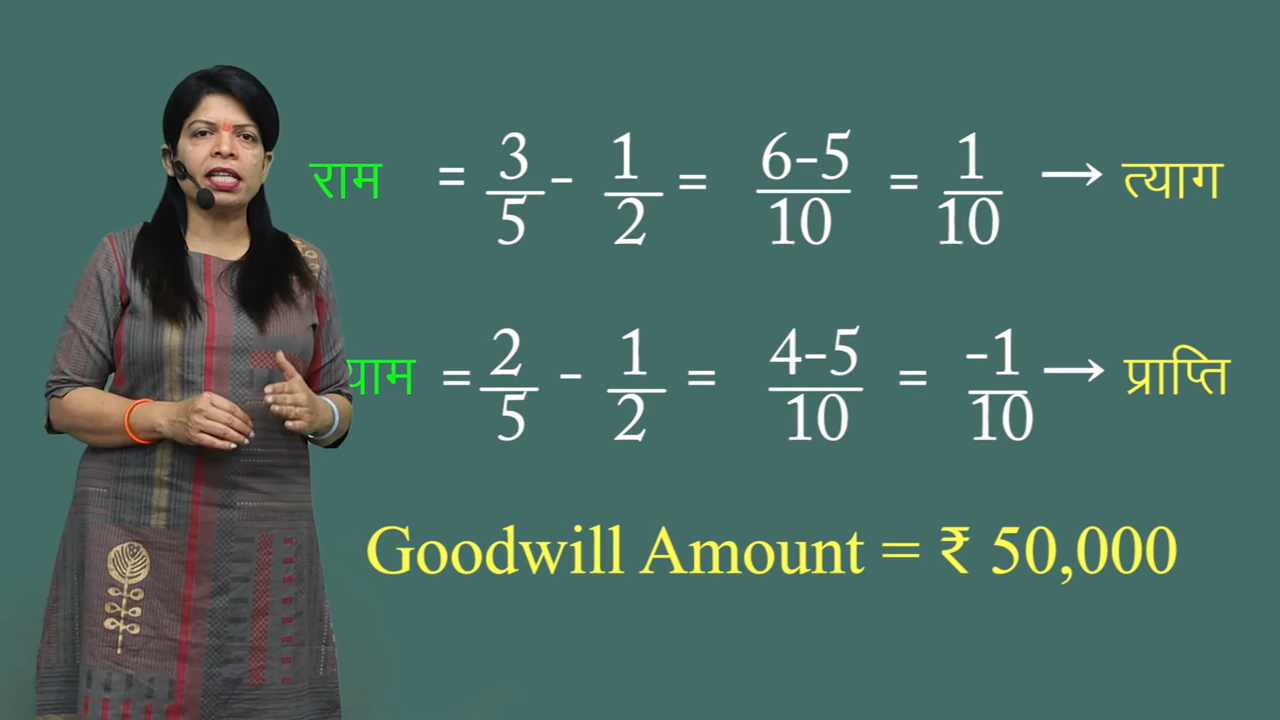 राम = 3/5 - 1/2 = 6-5/10 = 1/10 → त्याग
याम = 2/5 - 1/2 = 4-5/10 = -1/10 → प्राप्ति
Goodwill Amount = ₹ 50,000